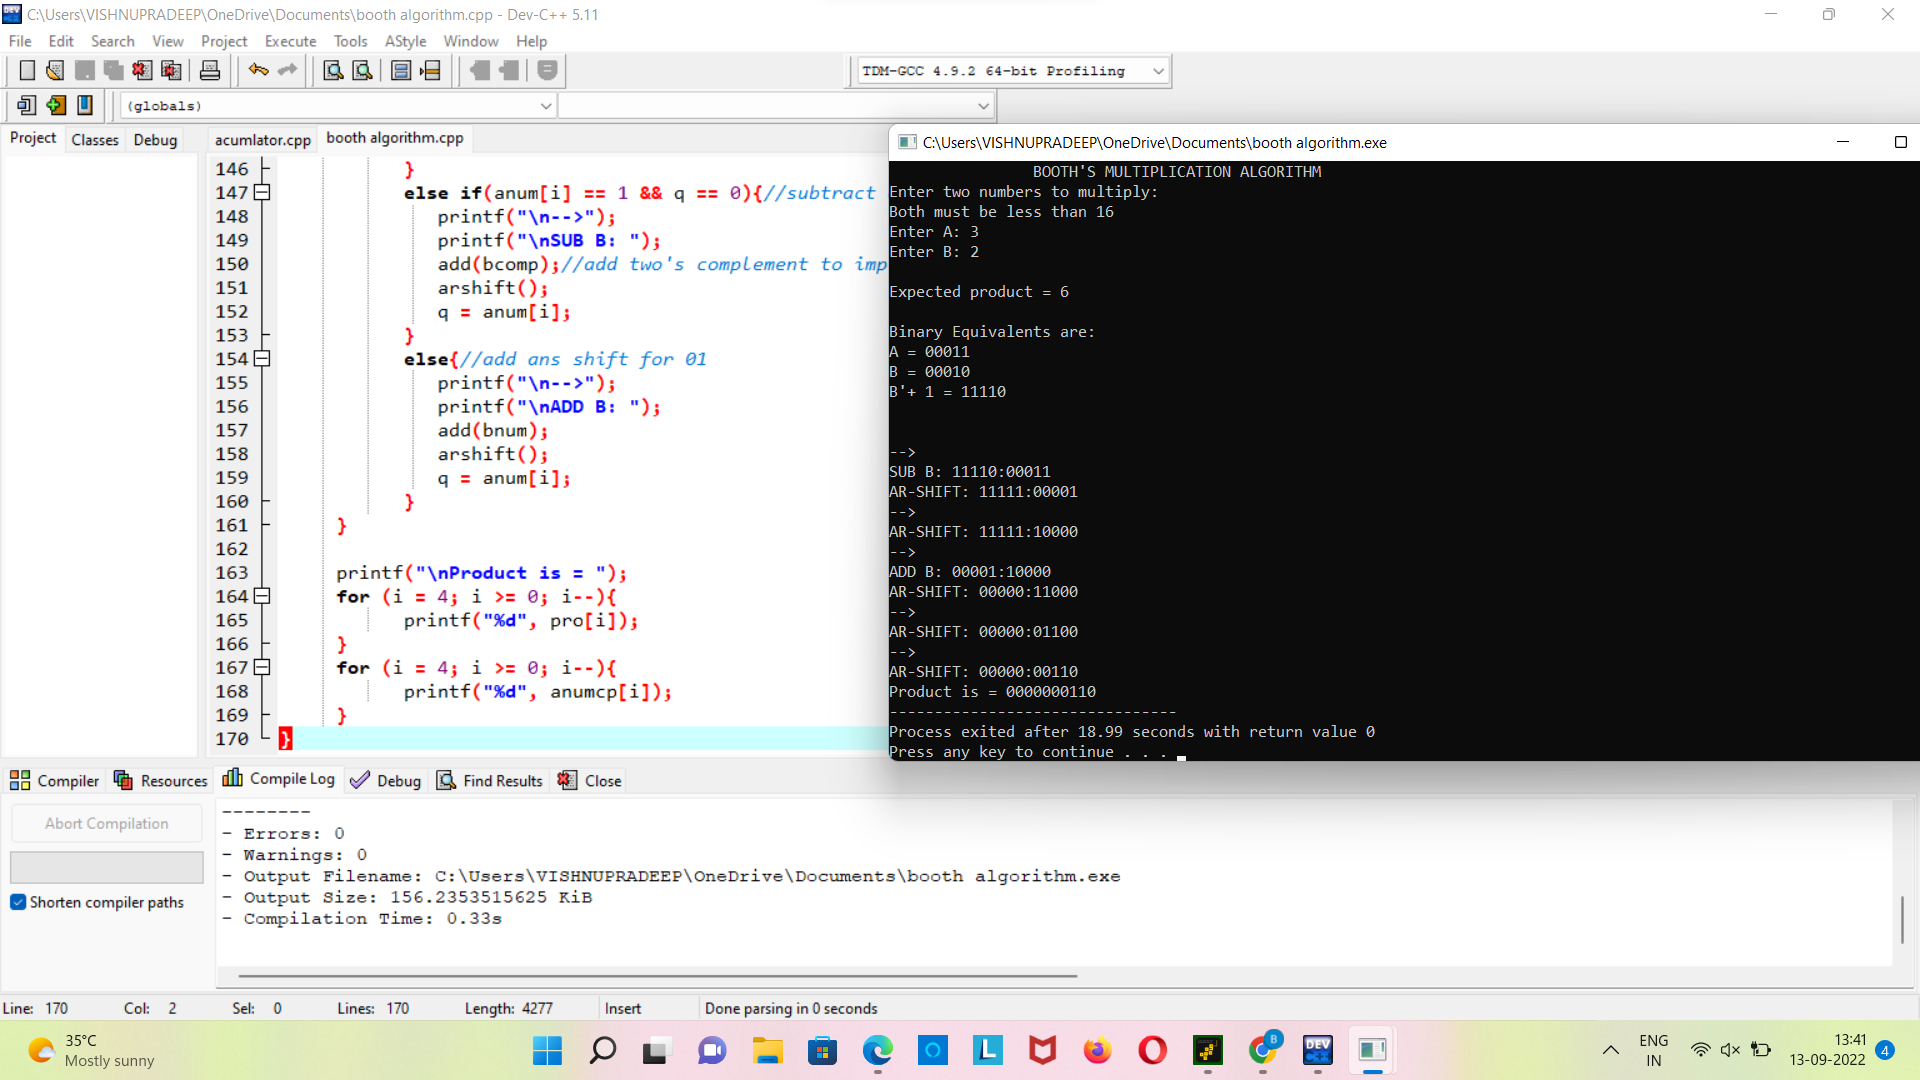 C:\Users\VISHNUPRADEEP\OneDrive\Documents\booth algorithm.cpp - Dev-C++ 5.11
File Edit Search View Project Execute Tools AStyle Window Help
TDM-GCC 4.9.2 64-bit Profiling
(globals)
Project Classes Debug
acumlator.cpp booth algorithm.cpp
146 }
147 else if(anum[i] == 1 && q == 0){//subtract
148 printf("\n-->");
149 printf("\nSUB B: ");
150 add(bcomp);//add two's complement to imp
151 arshift();
152 q = anum[i];
153 }
154 else{//add ans shift for 01
155 printf("\n-->");
156 printf("\nADD B: ");
157 add(bnum);
158 arshift();
159 q = anum[i];
160 }
161 }
162
163 printf("\nProduct is = ");
164 for (i = 4; i >= 0; i--){
165 printf("%d", pro[i]);
166 }
167 for (i = 4; i >= 0; i--){
168 printf("%d", anumcp[i]);
169 }
170 }
C:\Users\VISHNUPRADEEP\OneDrive\Documents\booth algorithm.exe
BOOTH'S MULTIPLICATION ALGORITHM
Enter two numbers to multiply:
Both must be less than 16
Enter A: 3
Enter B: 2
Expected product = 6
Binary Equivalents are:
A = 00011
B = 00010
B'+ 1 = 11110
-->
SUB B: 11110:00011
AR-SHIFT: 11111:00001
-->
AR-SHIFT: 11111:10000
-->
ADD B: 00001:10000
AR-SHIFT: 00000:11000
-->
AR-SHIFT: 00000:01100
-->
AR-SHIFT: 00000:00110
Product is = 0000000110
--------------------------------
Process exited after 18.99 seconds with return value 0
Press any key to continue . . .
Compiler Resources Compile Log Debug Find Results Close
Abort Compilation
Shorten compiler paths
--------
- Errors: 0
- Warnings: 0
- Output Filename: C:\Users\VISHNUPRADEEP\OneDrive\Documents\booth algorithm.exe
- Output Size: 156.2353515625 KiB
- Compilation Time: 0.33s
Line: 170 Col: 2 Sel: 0 Lines: 170 Length: 4277 Insert Done parsing in 0 seconds
35°C
Mostly sunny
L
B
DEV
ENG
IN
13:41
13-09-2022
4